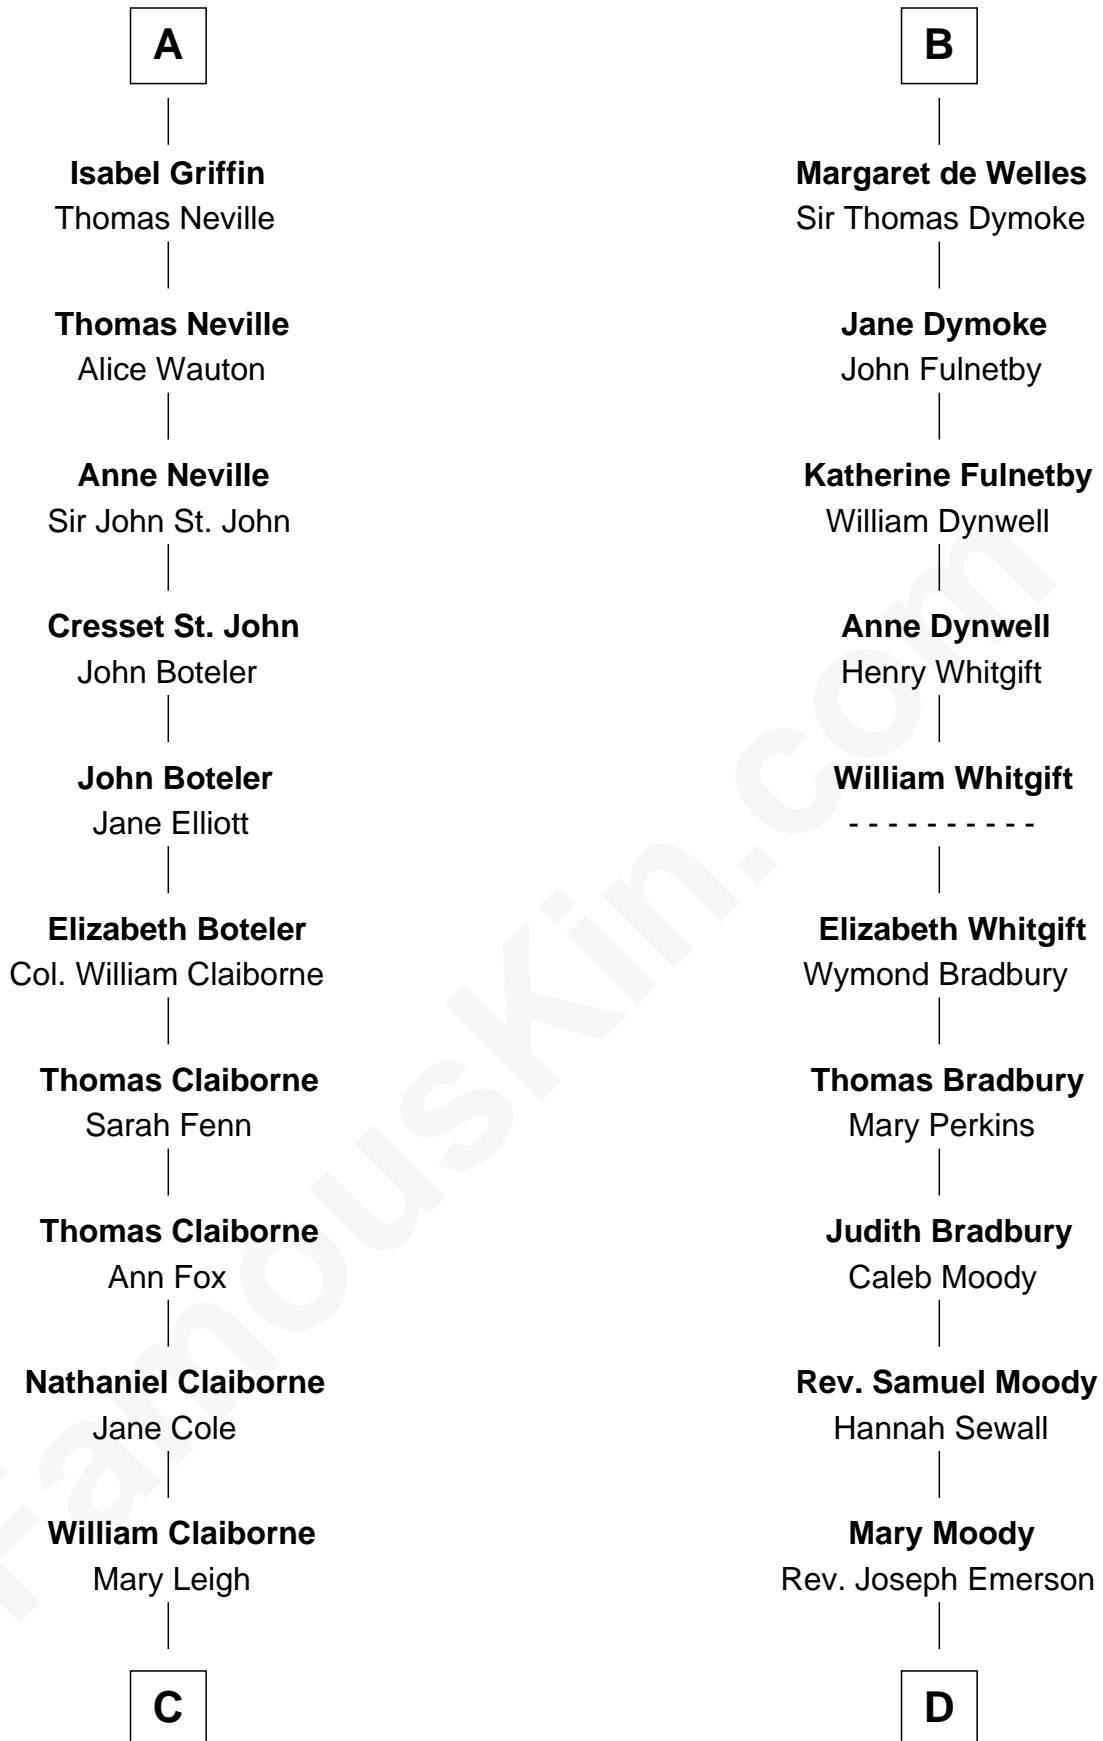 A
Isabel Griffin
Thomas Neville
Thomas Neville
Alice Wauton
Anne Neville
Sir John St. John
Cresset St. John
John Boteler
John Boteler
Jane Elliott
Elizabeth Boteler
Col. William Claiborne
Thomas Claiborne
Sarah Fenn
Thomas Claiborne
Ann Fox
Nathaniel Claiborne
Jane Cole
William Claiborne
Mary Leigh
C
B
Margaret de Welles
Sir Thomas Dymoke
Jane Dymoke
John Fulnetby
Katherine Fulnetby
William Dynwell
Anne Dynwell
Henry Whitgift
William Whitgift
- - - - - - - - - -
Elizabeth Whitgift
Wymond Bradbury
Thomas Bradbury
Mary Perkins
Judith Bradbury
Caleb Moody
Rev. Samuel Moody
Hannah Sewall
Mary Moody
Rev. Joseph Emerson
D
FamousKin.com